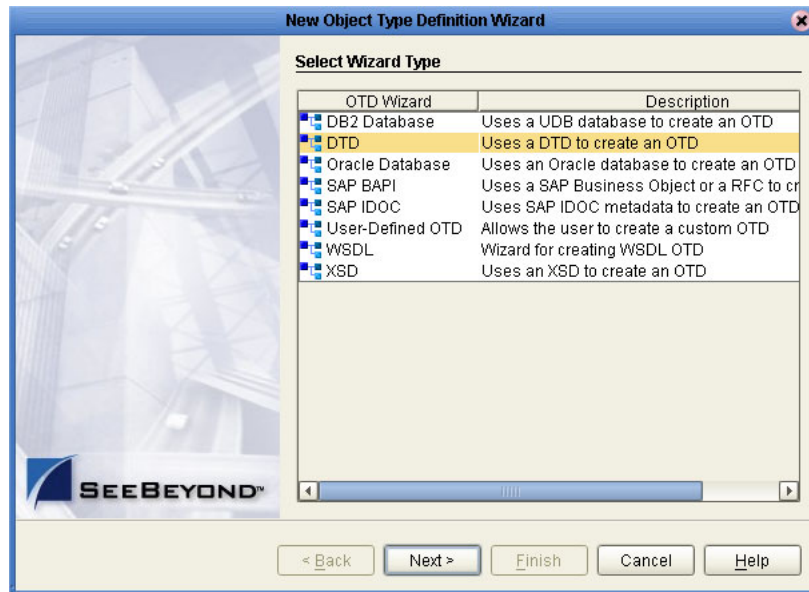 New Object Type Definition Wizard
Select Wizard Type
OTD Wizard Description
DB2 Database Uses a UDB database to create an OTD
DTD Uses a DTD to create an OTD
Oracle Database Uses an Oracle database to create an OTD
SAP BAPI Uses a SAP Business Object or a RFC to cr
SAP IDOC Uses SAP IDOC metadata to create an OTD
User-Defined OTD Allows the user to create a custom OTD
WSDL Wizard for creating WSDL OTD
XSD Uses an XSD to create an OTD
SEEBEYOND™
< Back Next > Finish Cancel Help